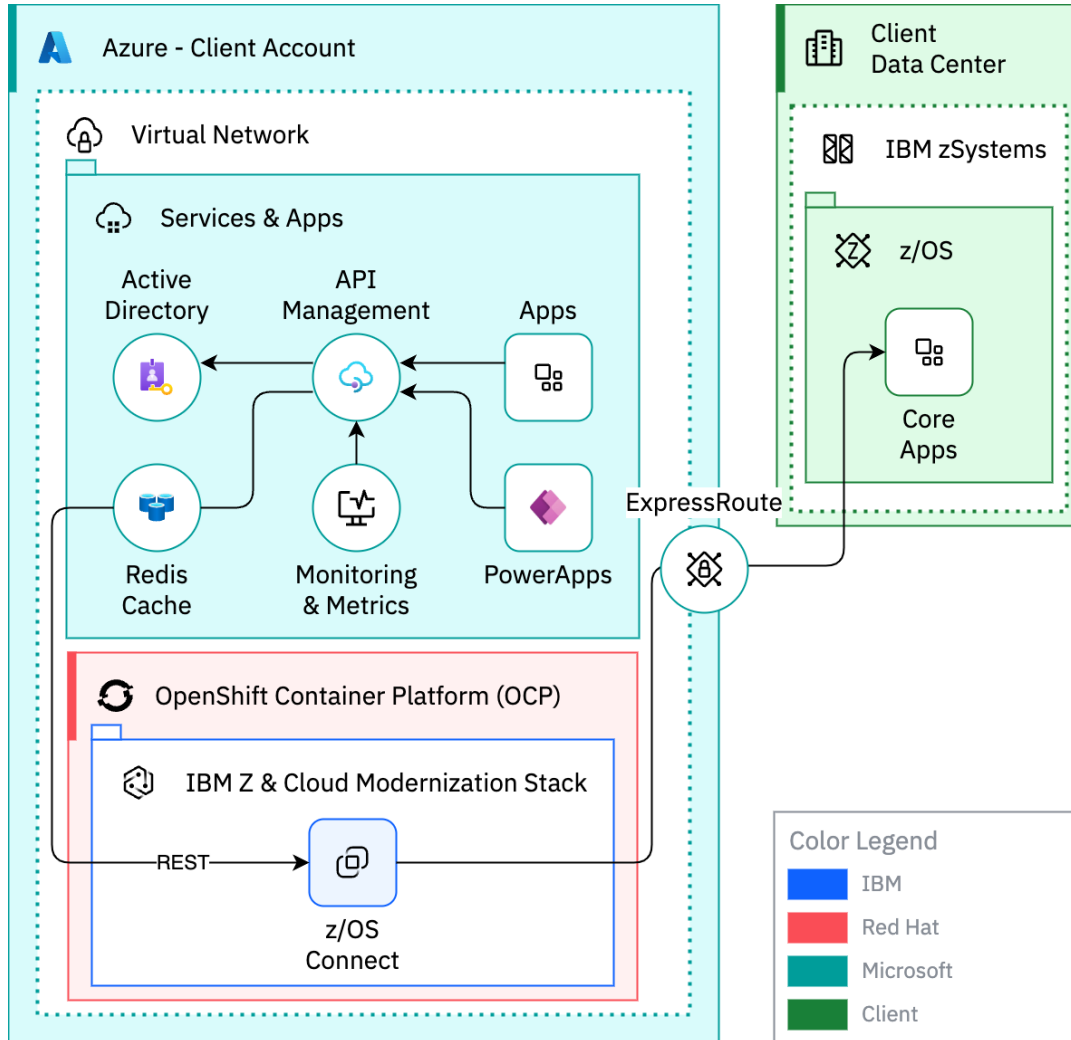 Azure - Client Account
Virtual Network
Services & Apps
Active
Directory
API
Management
Apps
Redis
Cache
Monitoring
& Metrics
PowerApps
OpenShift Container Platform (OCP)
IBM Z & Cloud Modernization Stack
REST
z/OS
Connect
ExpressRoute
Client
Data Center
IBM zSystems
Z
z/OS
Core
Apps
Color Legend
IBM
Red Hat
Microsoft
Client